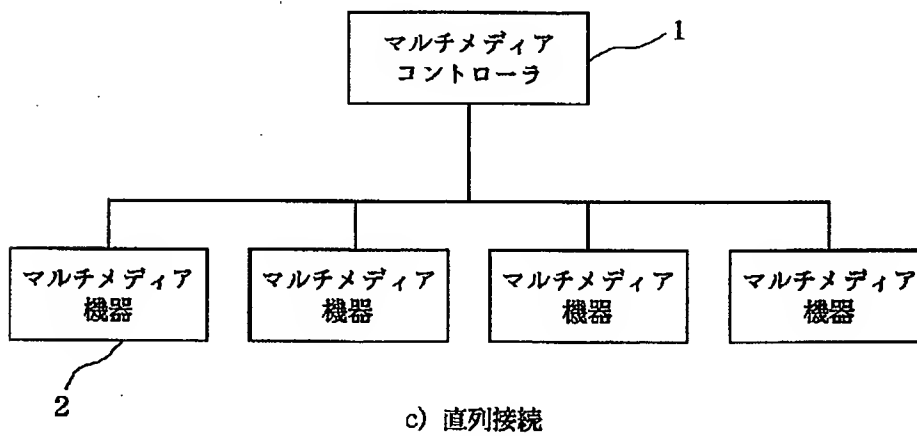 マルチメディア
コントローラ
1
マルチメディア
機器
マルチメディア
機器
マルチメディア
機器
マルチメディア
機器
2
c) 直列接続